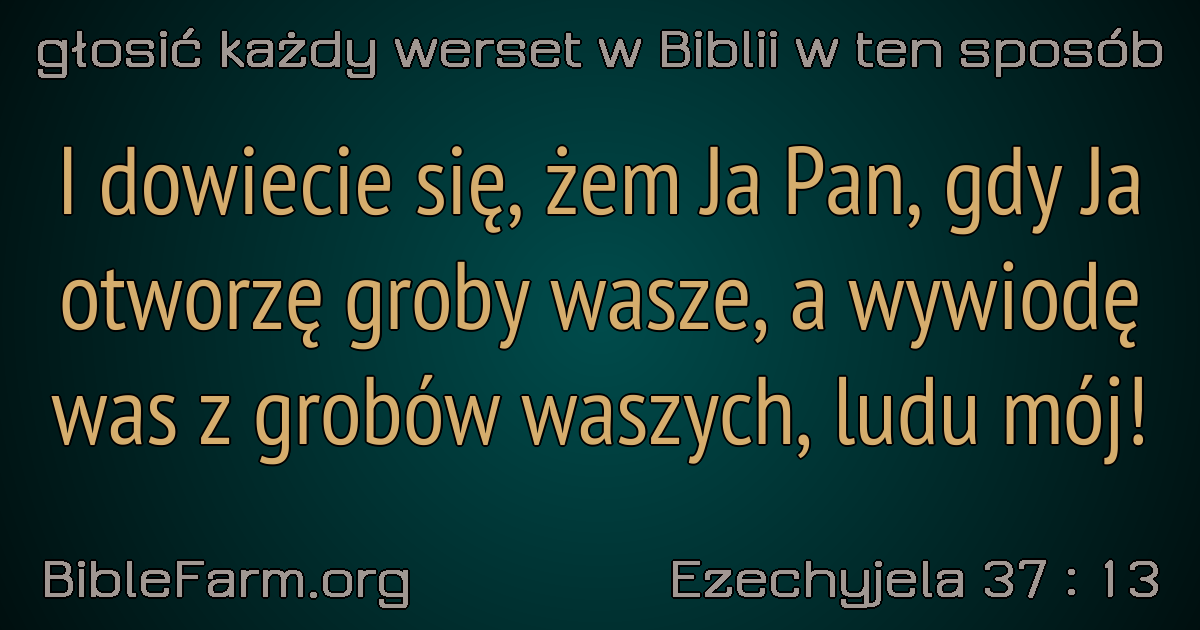 głosić każdy werset w Biblii w ten sposób
I dowiecie się, żem Ja Pan, gdy Ja
otworzę groby wasze, a wywiodę
was z grobów waszych, ludu mój!
BibleFarm.org
Ezechyjela 37 : 13